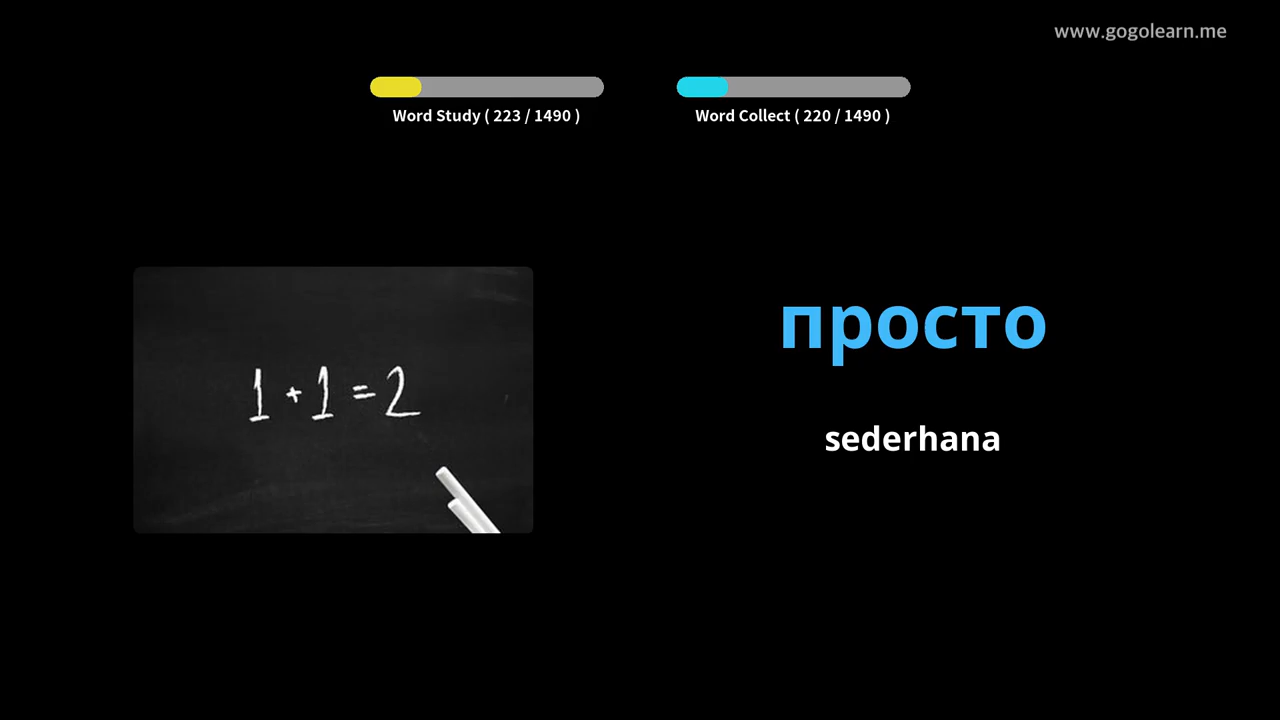 www.gogolearn.me
Word Study ( 223 / 1490 )
Word Collect ( 220 / 1490 )
1 + 1 = 2
просто
sederhana